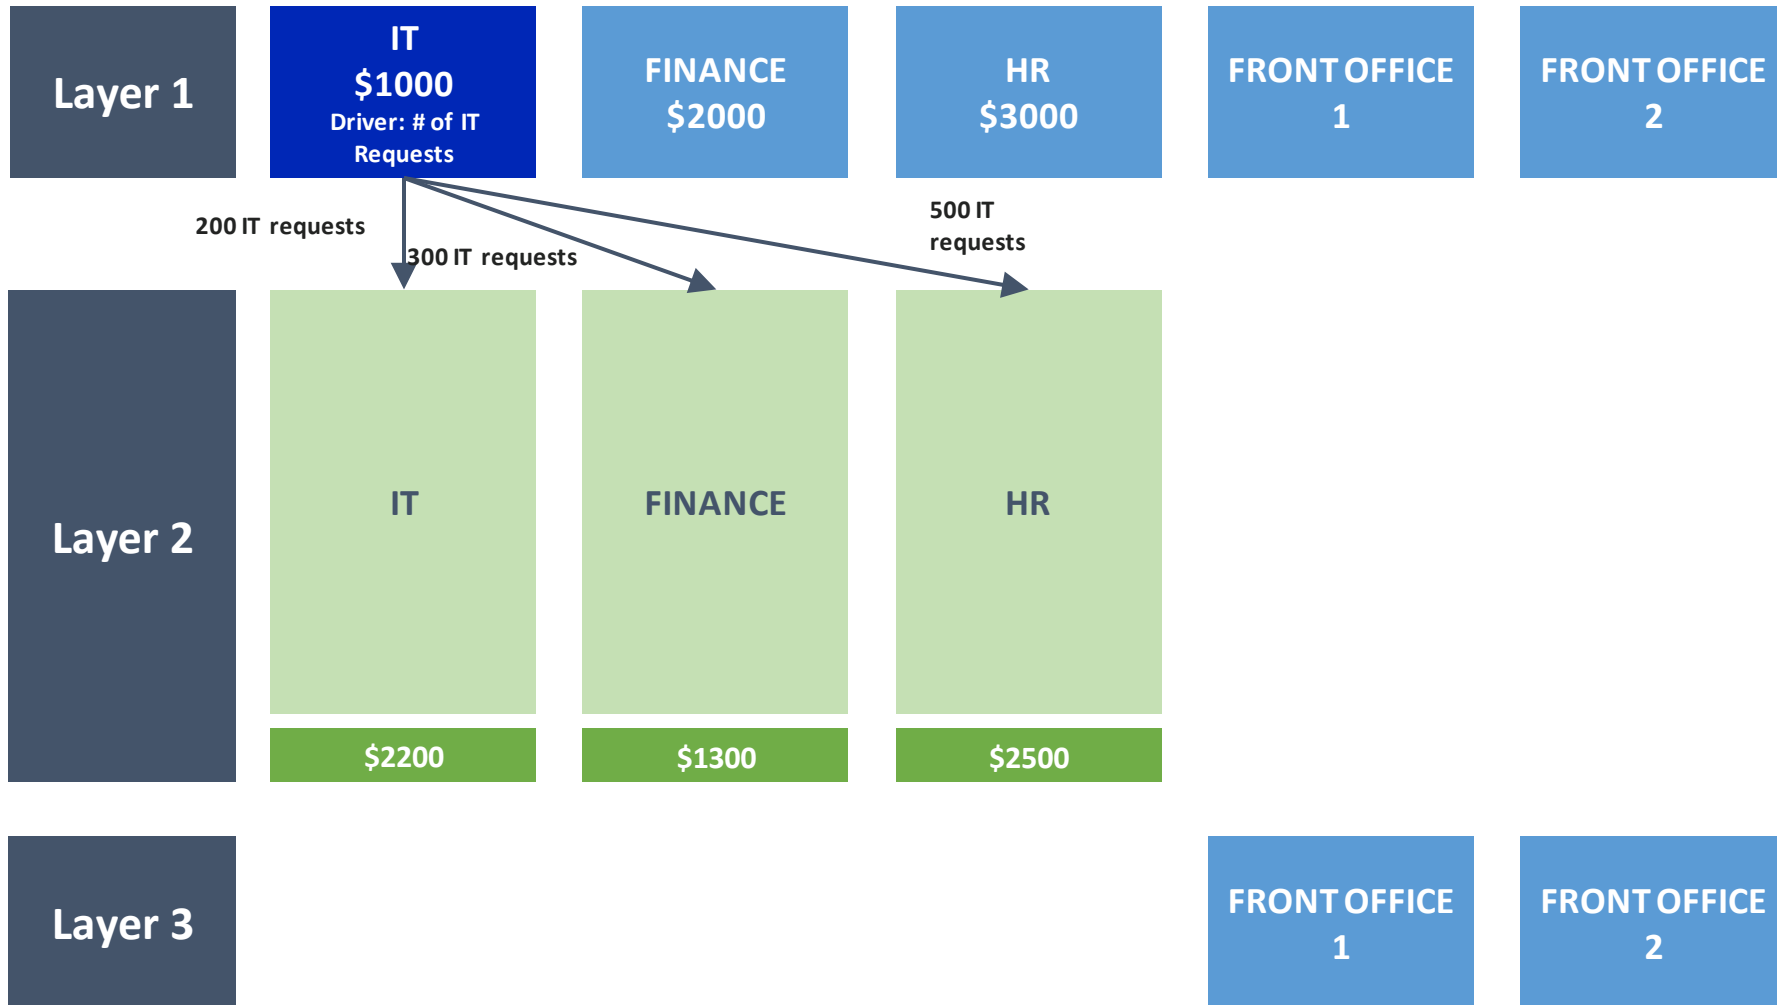 Layer 1
IT
$1000
Driver: # of IT
Requests
FINANCE
$2000
HR
$3000
FRONT OFFICE
1
FRONT OFFICE
2
200 IT requests
300 IT requests
500 IT
requests
Layer 2
IT
FINANCE
HR
$2200
$1300
$2500
Layer 3
FRONT OFFICE
1
FRONT OFFICE
2